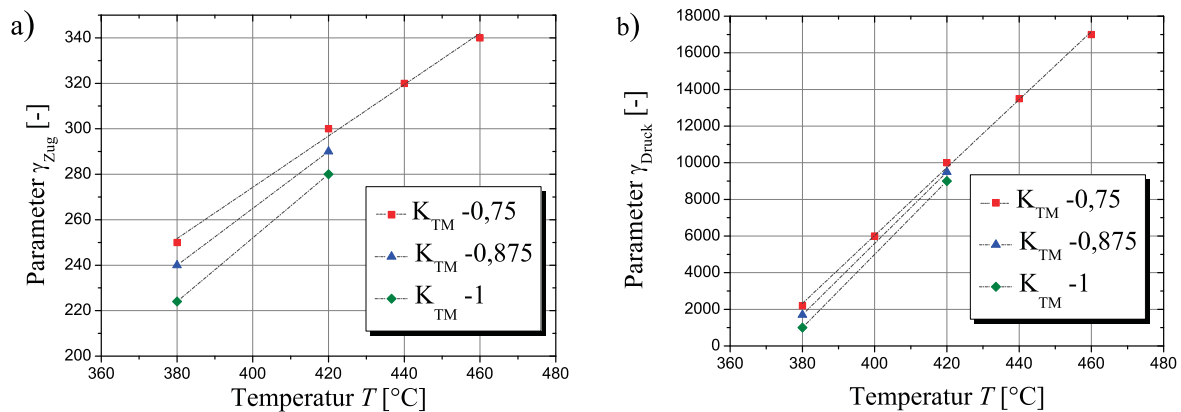 a)
340
320
300
280
260
240
220
200
360 380 400 420 440 460 480
Parameter γZug [-]
Temperatur T [°C]
KTM -0,75
KTM -0,875
KTM -1
b)
18000
16000
14000
12000
10000
8000
6000
4000
2000
0
360 380 400 420 440 460 480
Parameter γDruck [-]
Temperatur T [°C]
KTM -0,75
KTM -0,875
KTM -1